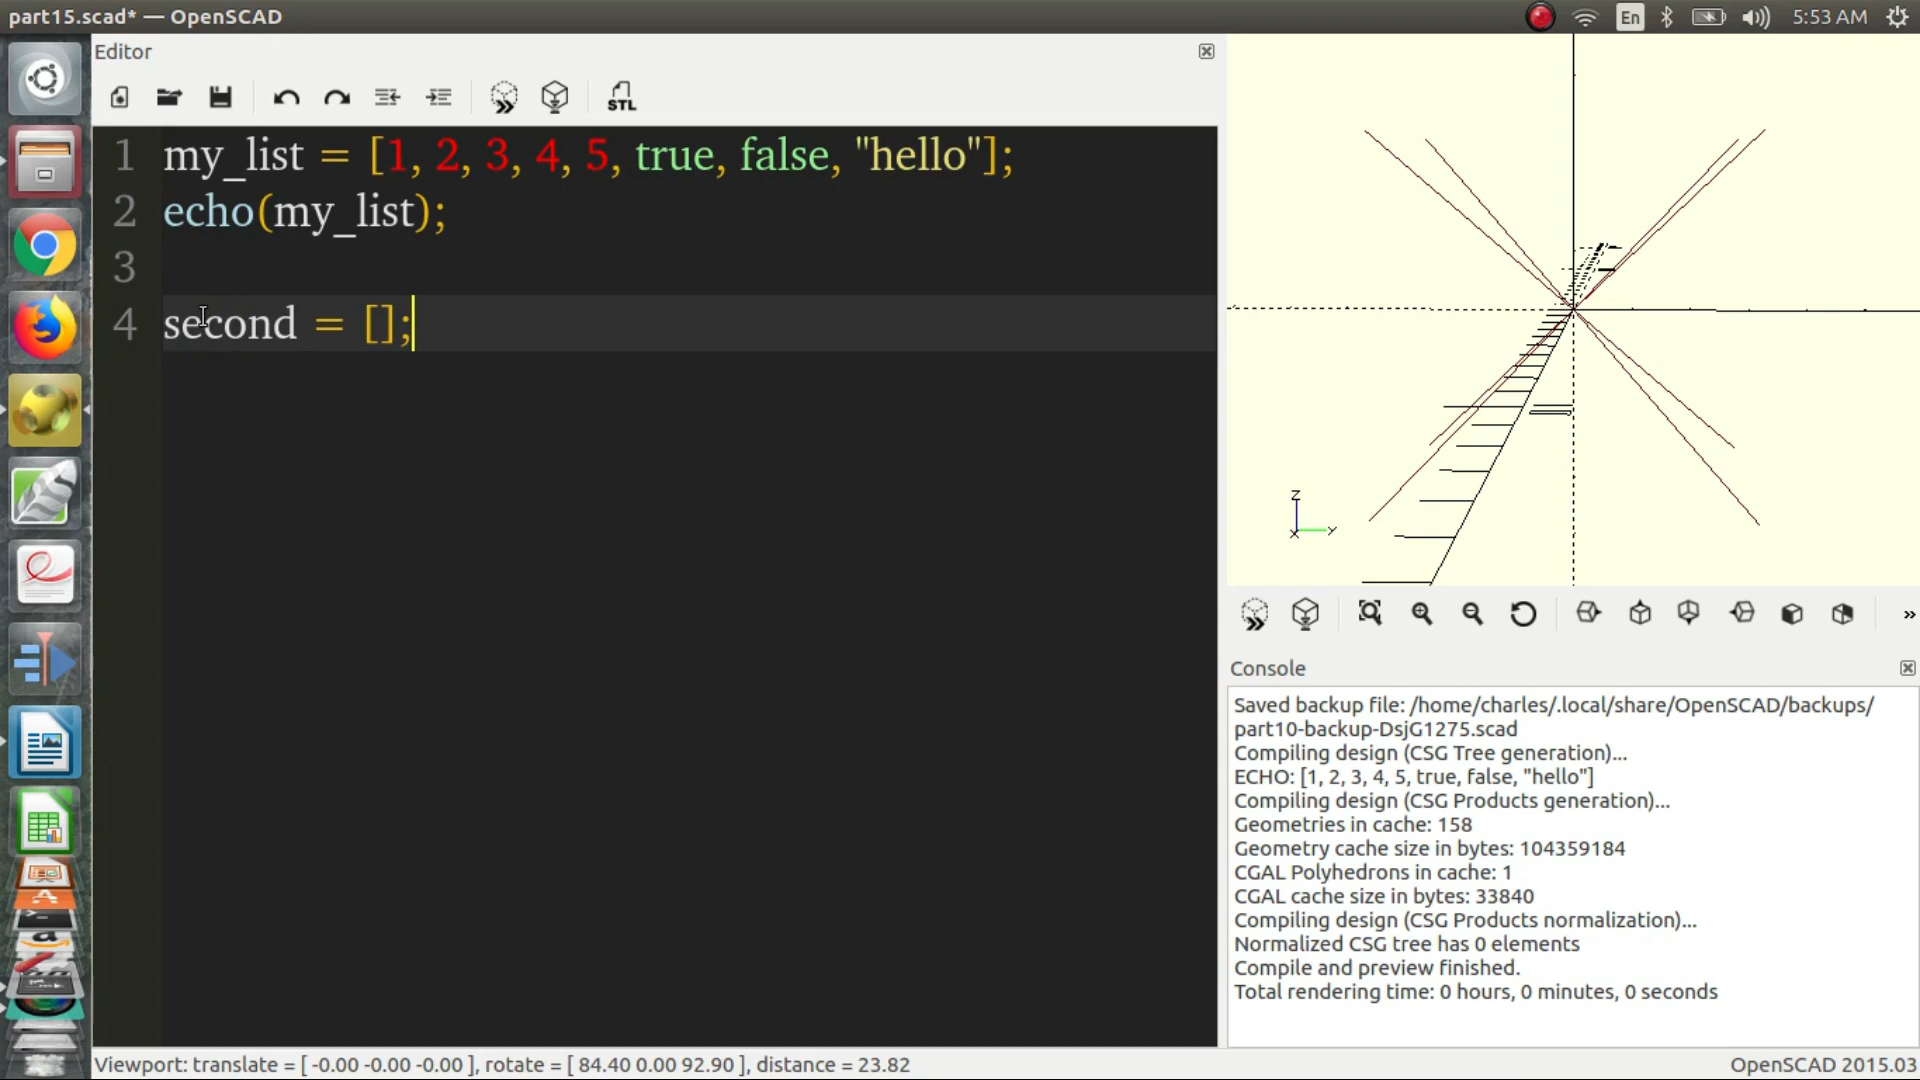 part15.scad* — OpenSCAD
En
5:53 AM
Editor
STL
1 my_list = [1, 2, 3, 4, 5, true, false, "hello"];
2 echo(my_list);
3
4 second = [];
Z
Y
X
»
Console
Saved backup file: /home/charles/.local/share/OpenSCAD/backups/
part10-backup-DsjG1275.scad
Compiling design (CSG Tree generation)...
ECHO: [1, 2, 3, 4, 5, true, false, "hello"]
Compiling design (CSG Products generation)...
Geometries in cache: 158
Geometry cache size in bytes: 104359184
CGAL Polyhedrons in cache: 1
CGAL cache size in bytes: 33840
Compiling design (CSG Products normalization)...
Normalized CSG tree has 0 elements
Compile and preview finished.
Total rendering time: 0 hours, 0 minutes, 0 seconds
Viewport: translate = [ -0.00 -0.00 -0.00 ], rotate = [ 84.40 0.00 92.90 ], distance = 23.82
OpenSCAD 2015.03